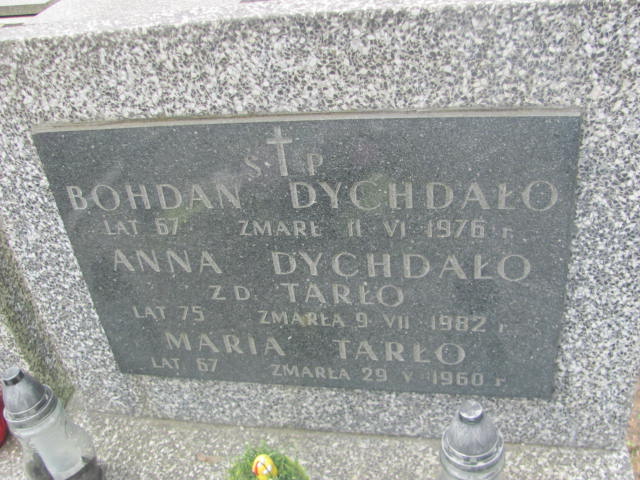 Ś.†P
BOHDAN DYCHDAŁO
LAT 67 ZMARŁ 11 VI 1976 r.
ANNA DYCHDAŁO
ZD. TARŁO
LAT 75 ZMARŁA 9 VII 1982 r.
MARIA TARŁO
LAT 67 ZMARŁA 29 V 1960 r.